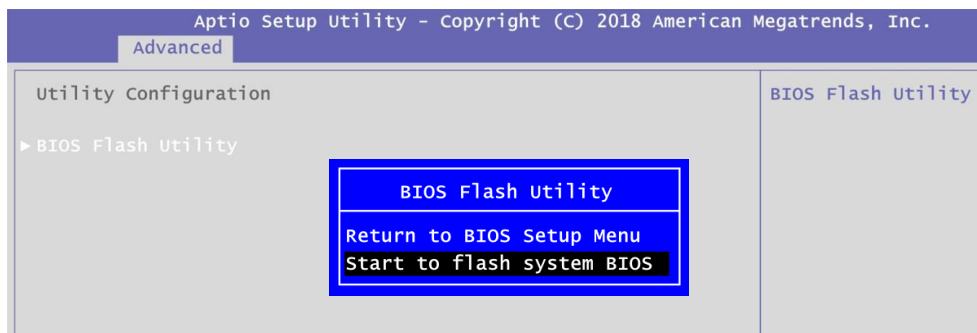 Aptio Setup Utility - Copyright (C) 2018 American Megatrends, Inc.
Advanced
Utility Configuration
BIOS Flash Utility
BIOS Flash Utility
BIOS Flash Utility
Return to BIOS Setup Menu
Start to flash system BIOS